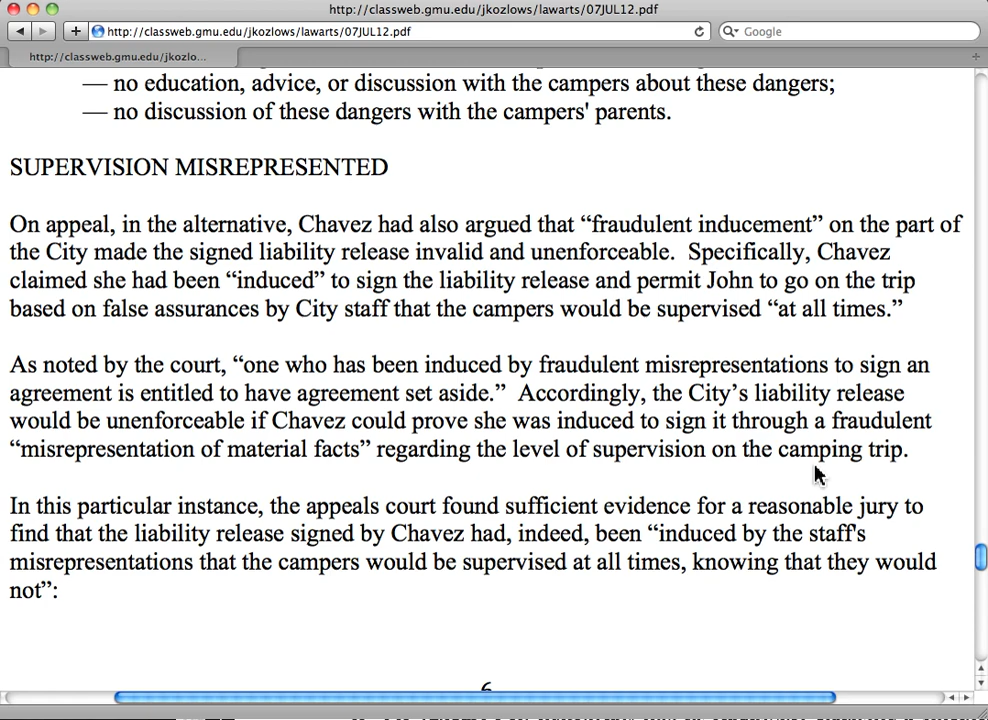 http://classweb.gmu.edu/jkozlows/lawarts/07JUL12.pdf
http://classweb.gmu.edu/jkozlows/lawarts/07JUL12.pdf
Google
http://classweb.gmu.edu/jkozlo...
— no education, advice, or discussion with the campers about these dangers;
— no discussion of these dangers with the campers' parents.
SUPERVISION MISREPRESENTED
On appeal, in the alternative, Chavez had also argued that “fraudulent inducement” on the part of
the City made the signed liability release invalid and unenforceable.  Specifically, Chavez
claimed she had been “induced” to sign the liability release and permit John to go on the trip
based on false assurances by City staff that the campers would be supervised “at all times.”
As noted by the court, “one who has been induced by fraudulent misrepresentations to sign an
agreement is entitled to have agreement set aside.”  Accordingly, the City’s liability release
would be unenforceable if Chavez could prove she was induced to sign it through a fraudulent
“misrepresentation of material facts” regarding the level of supervision on the camping trip.
In this particular instance, the appeals court found sufficient evidence for a reasonable jury to
find that the liability release signed by Chavez had, indeed, been “induced by the staff's
misrepresentations that the campers would be supervised at all times, knowing that they would
not”:
6